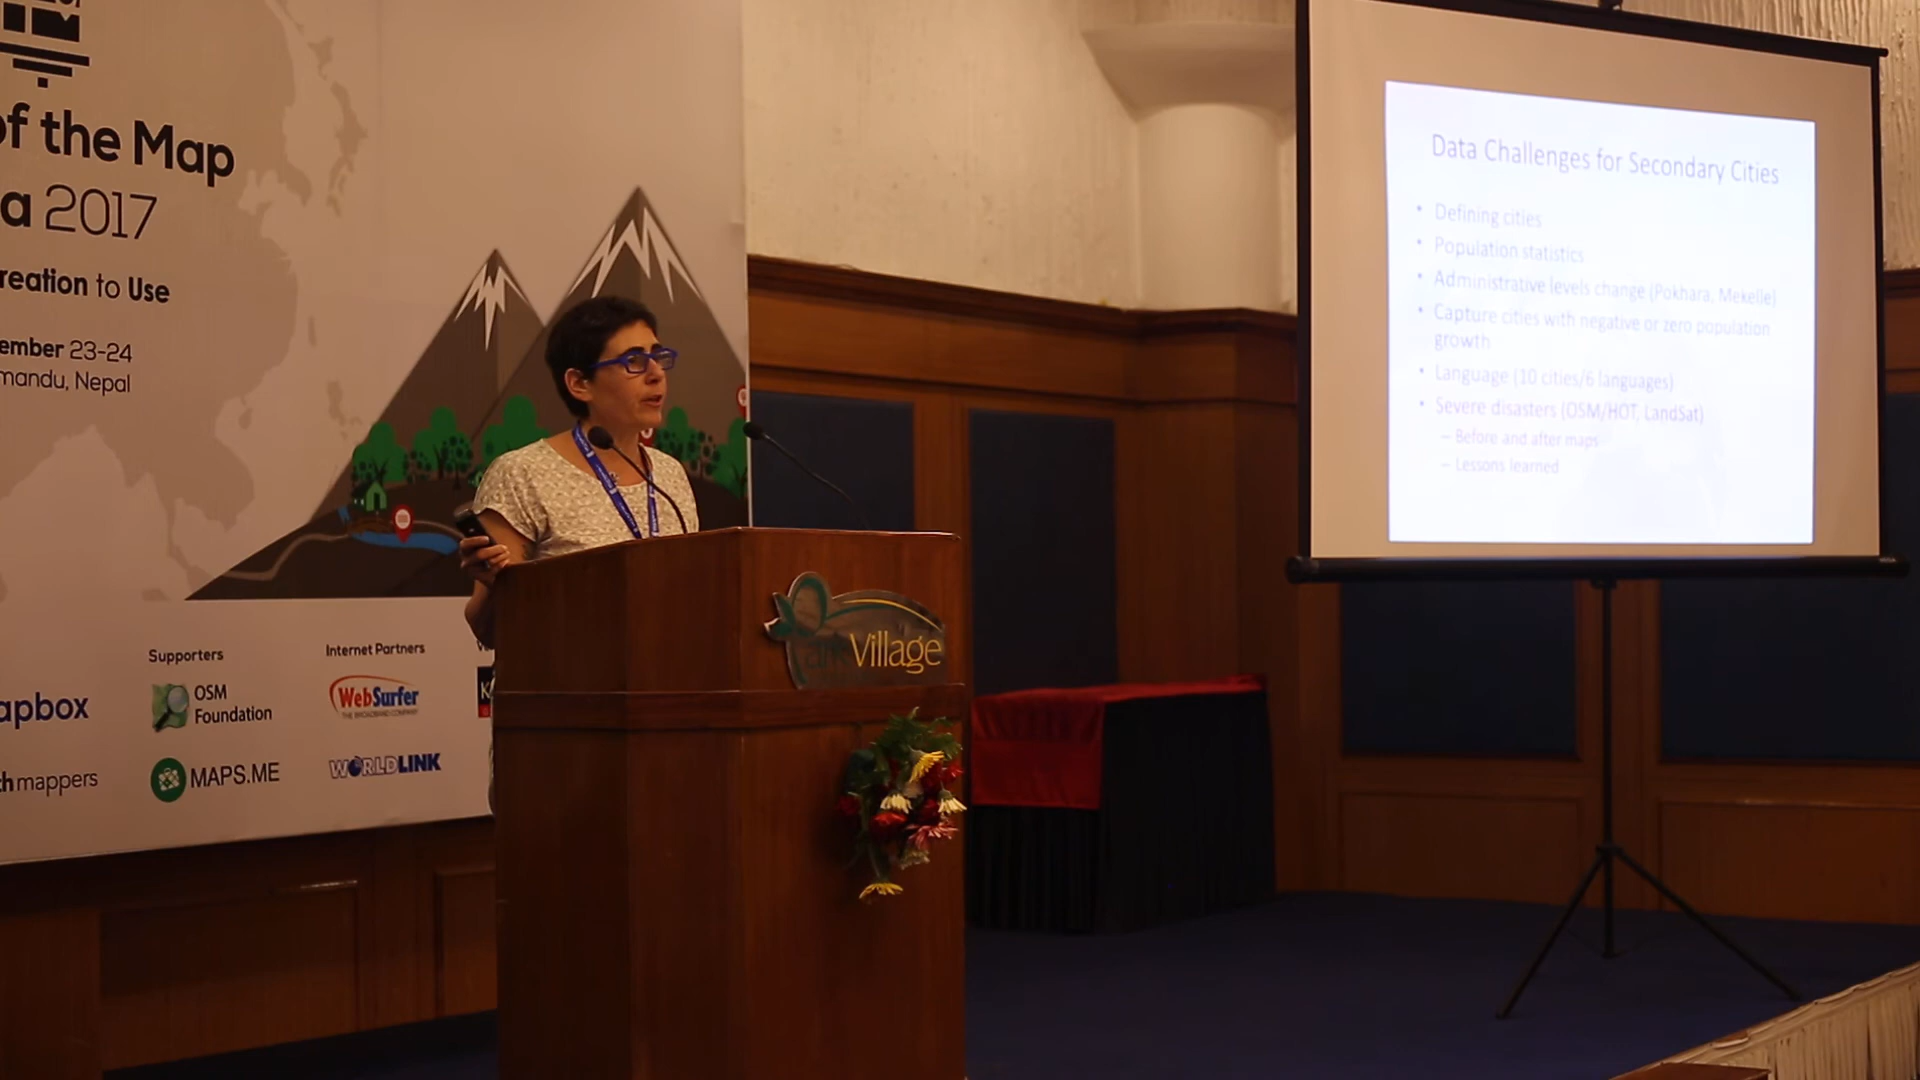 of the Map
a 2017
reation to Use
ember 23-24
mandu, Nepal
Supporters
Internet Partners
apbox
OSM
Foundation
WebSurfer
THE BROADBAND COMPANY
hmappers
MAPS.ME
WORLDLINK
K
Village
Data Challenges for Secondary Cities
• Defining cities
• Population statistics
• Administrative levels change (Pokhara, Mekelle)
• Capture cities with negative or zero population
growth
• Language (10 cities/6 languages)
• Severe disasters (OSM/HOT, LandSat)
– Before and after maps
– Lessons learned